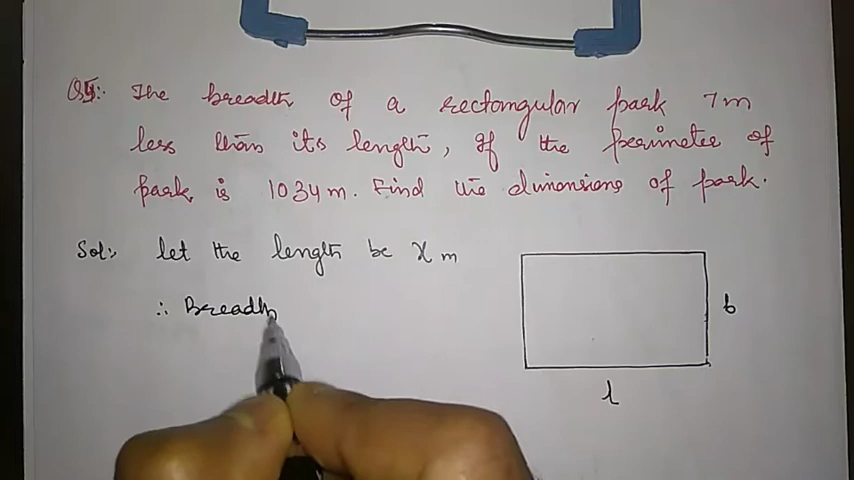 Q5:- The breadth of a rectangular park 7m
less than its length, If the perimeter of
park is 1034m. Find the dimensions of park.
Sol:- let the length be x m
∴ Breadth
b
l